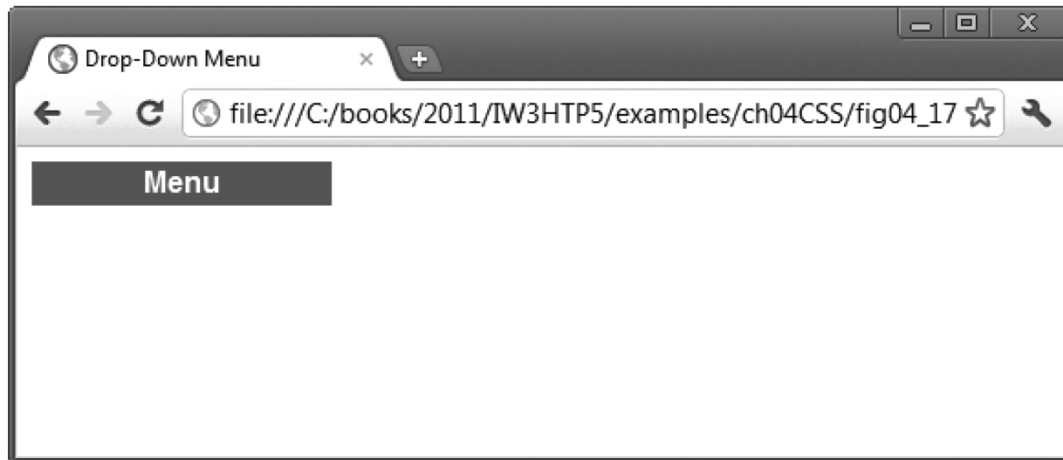 Drop-Down Menu
file:///C:/books/2011/IW3HTP5/examples/ch04CSS/fig04_17
Menu